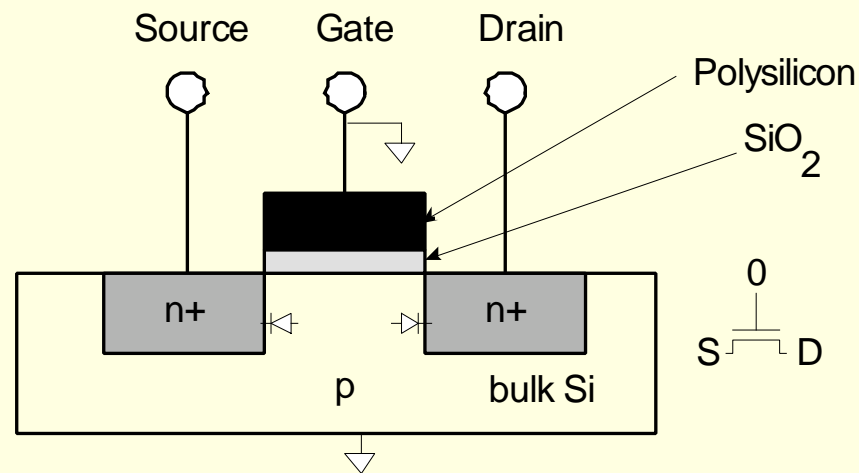 Source Gate Drain
Polysilicon
SiO2
n+ n+
0
S D
p bulk Si